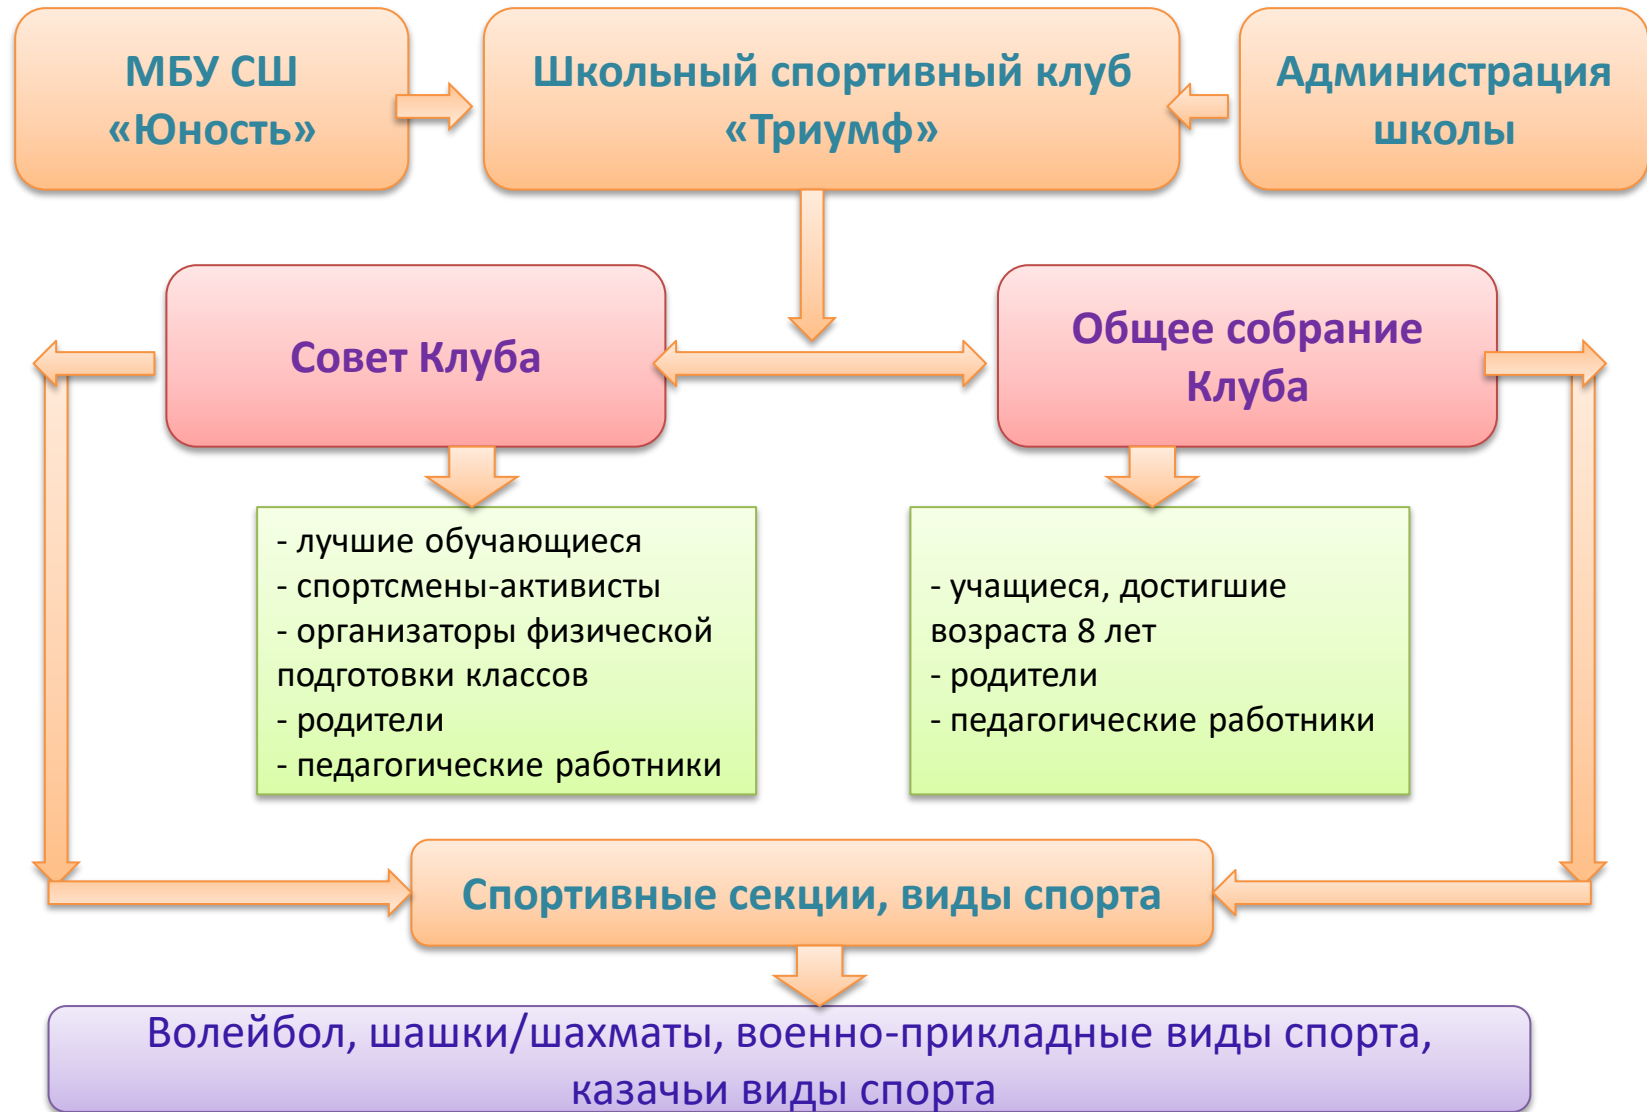 МБУ СШ
«Юность»
Школьный спортивный клуб
«Триумф»
Администрация
школы
Совет Клуба
Общее собрание
Клуба
- лучшие обучающиеся
- спортсмены-активисты
- организаторы физической
подготовки классов
- родители
- педагогические работники
- учащиеся, достигшие
возраста 8 лет
- родители
- педагогические работники
Спортивные секции, виды спорта
Волейбол, шашки/шахматы, военно-прикладные виды спорта,
казачьи виды спорта